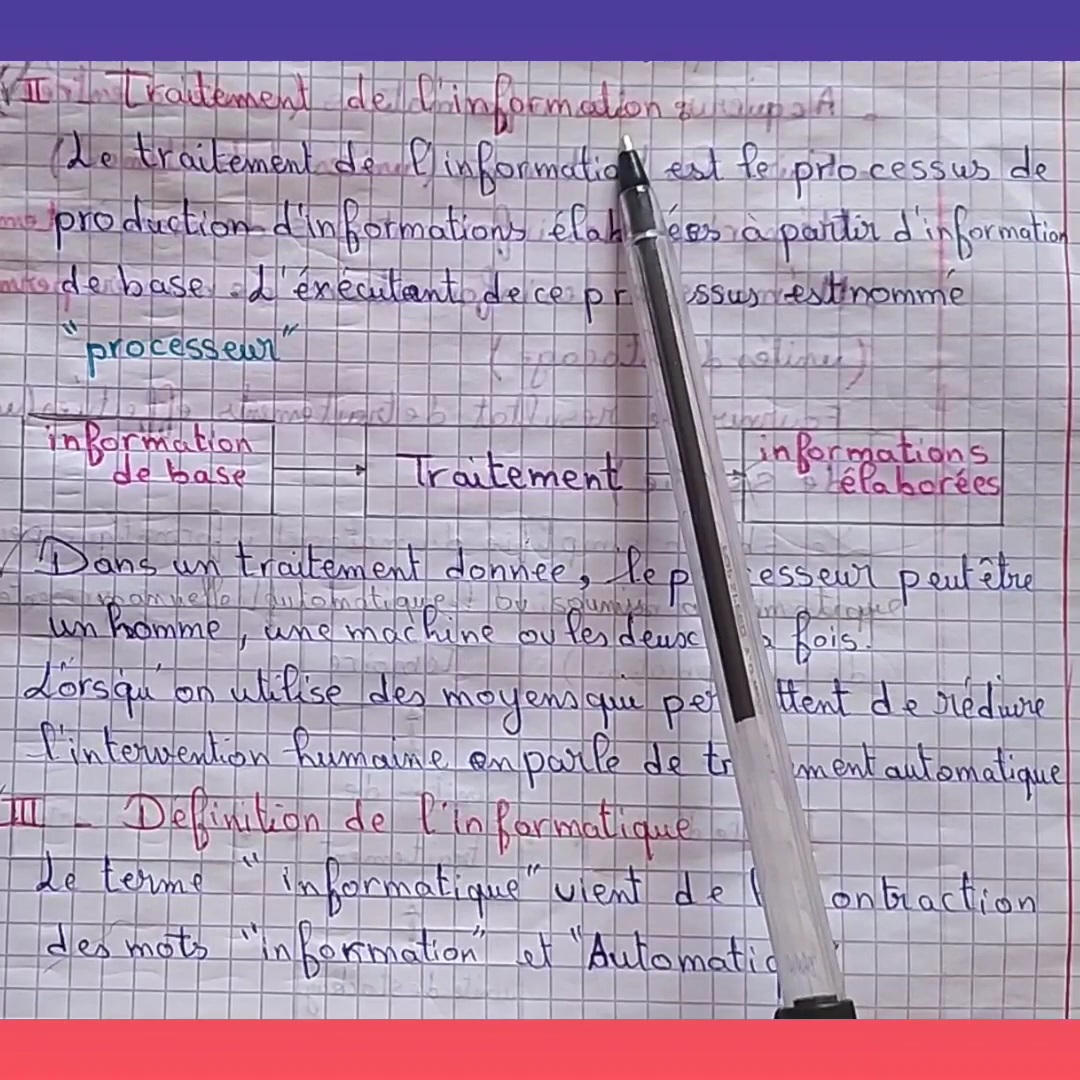 II - Traitement de l'information
Le traitement de l'information est le processus de
production d'informations élaborées à partir d'information
de base. L'éxécutant de ce processus est nommé
"processeur"
information de base
Traitement
informations élaborées
Dans un traitement donnée, le processeur peut être
un homme, une machine ou les deux à la fois.
Lorsqu'on utilise des moyens qui permettent de réduire
l'intervention humaine on parle de traitement automatique
III - Définition de l'informatique
Le terme "informatique" vient de la contraction
des mots "information" et "Automatique"